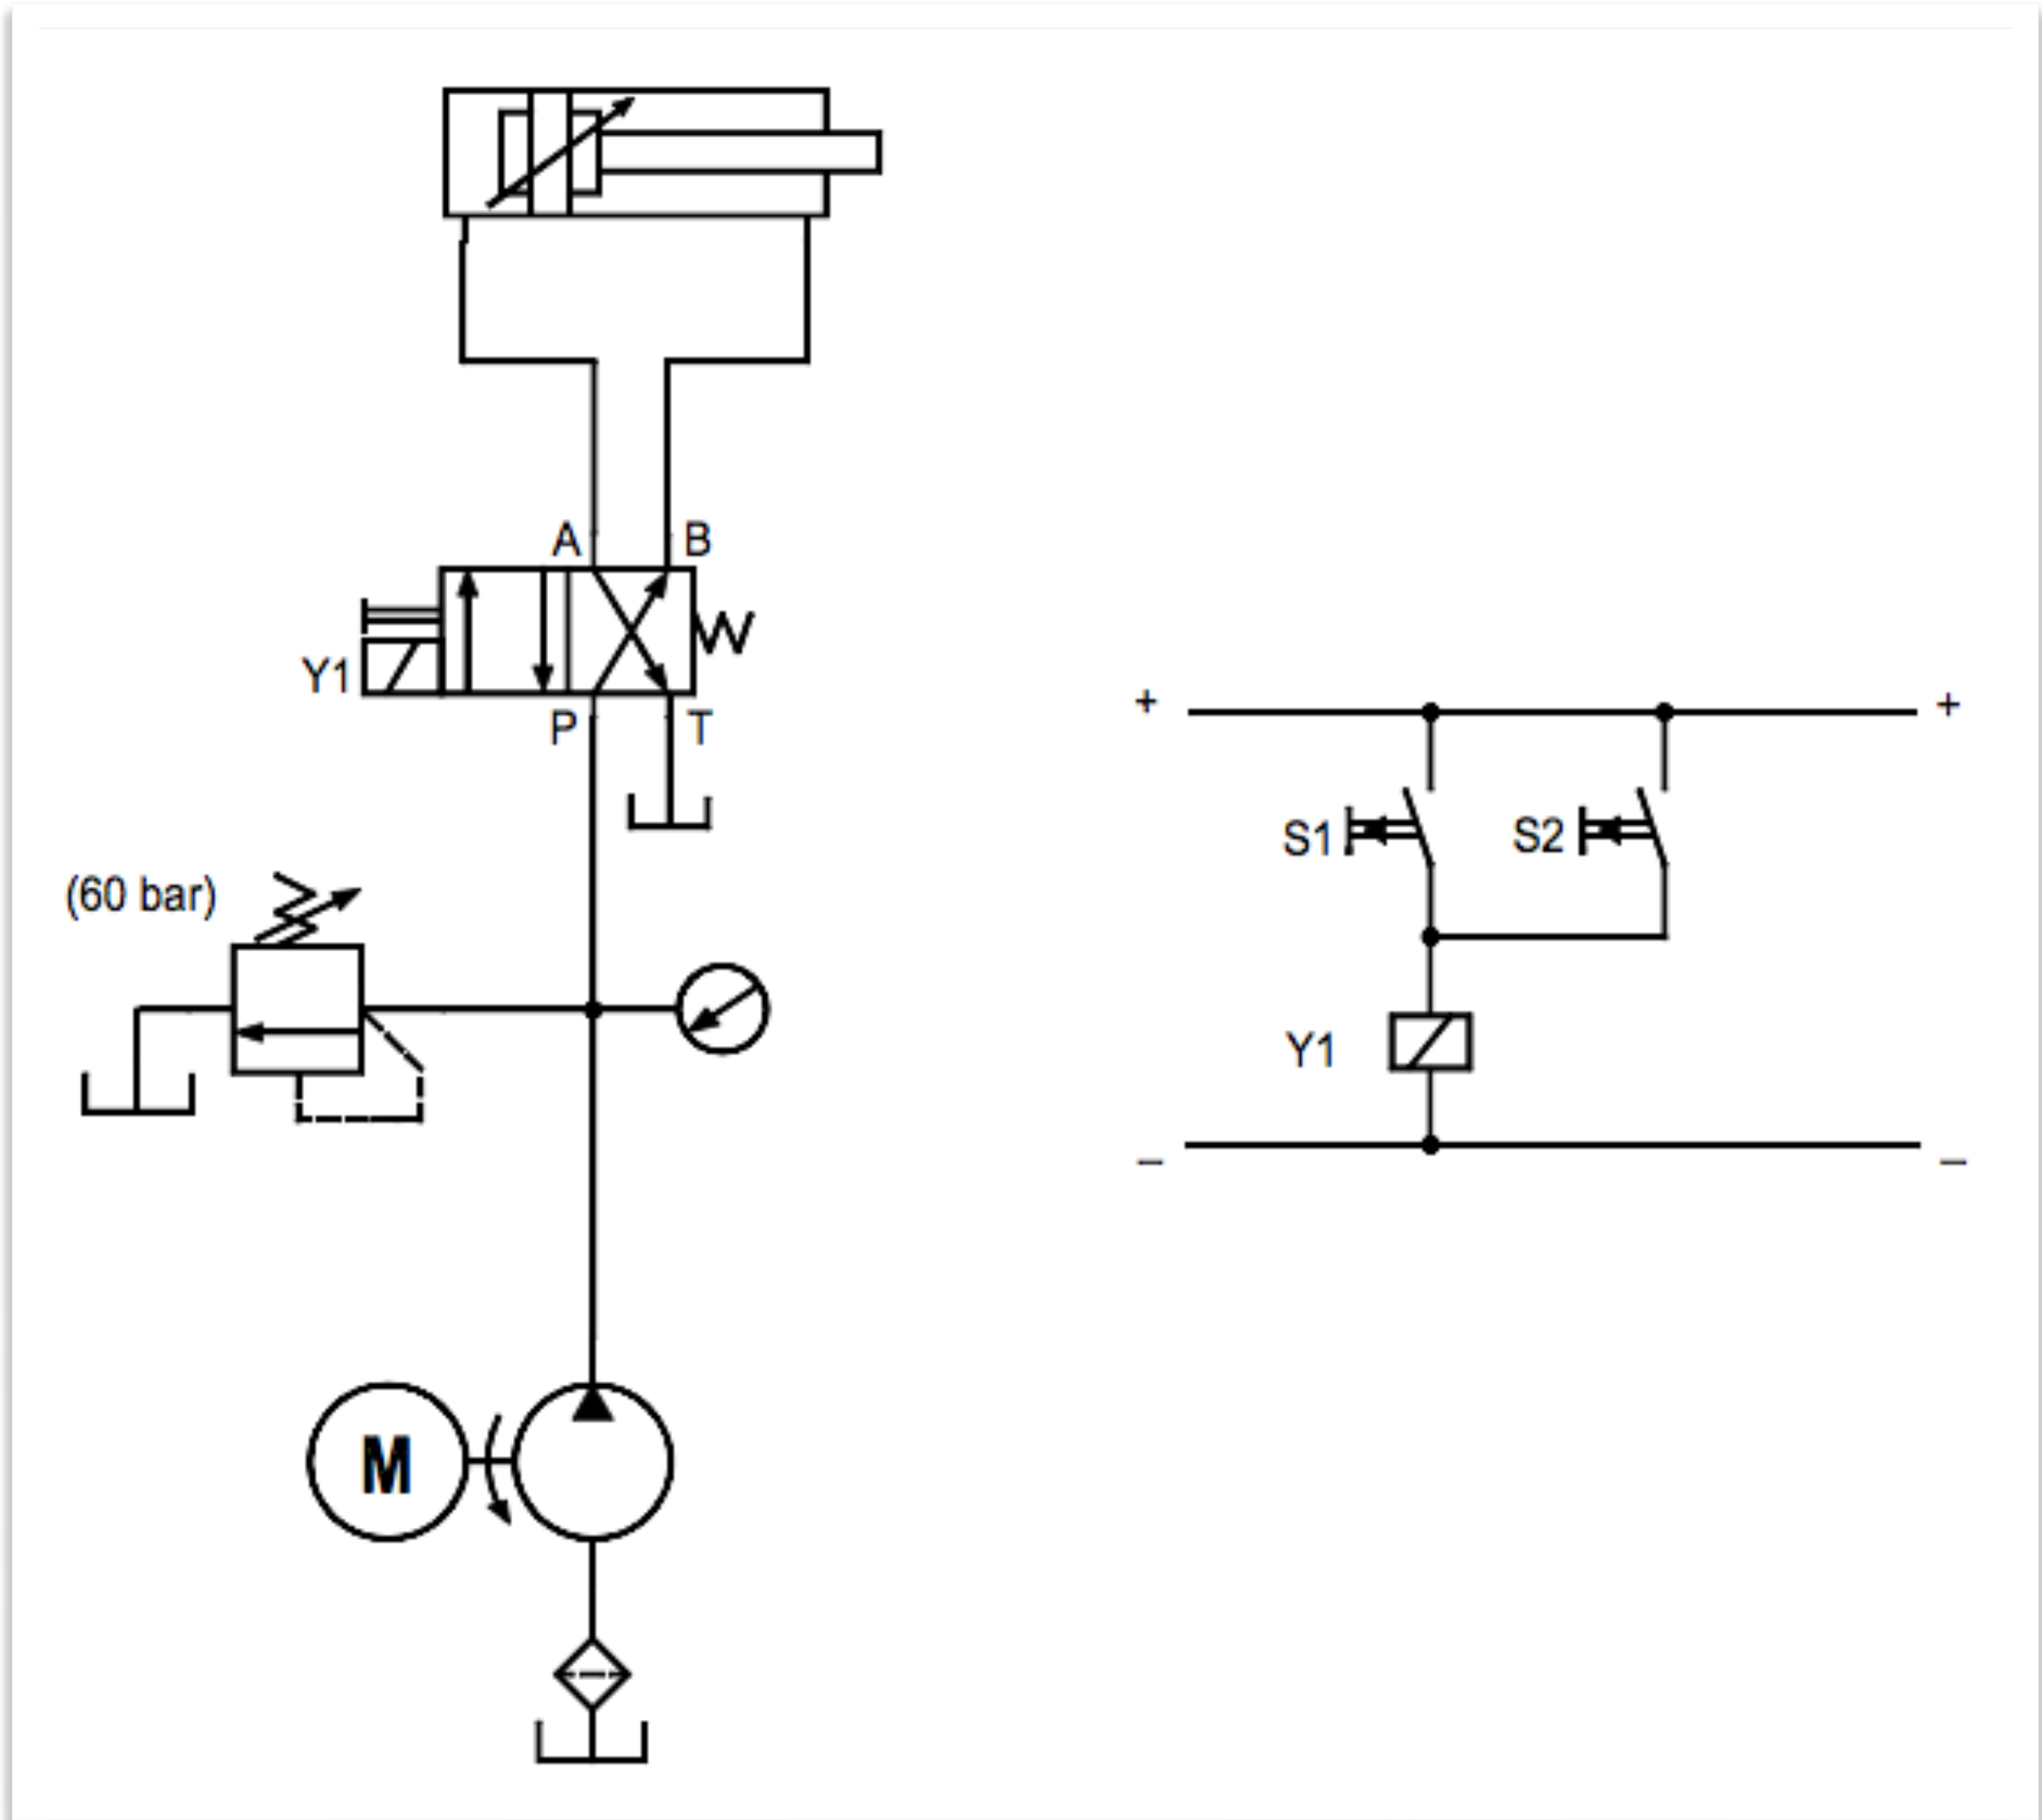 A B
Y1
P T
(60 bar)
M
+ +
S1 S2
Y1
– –